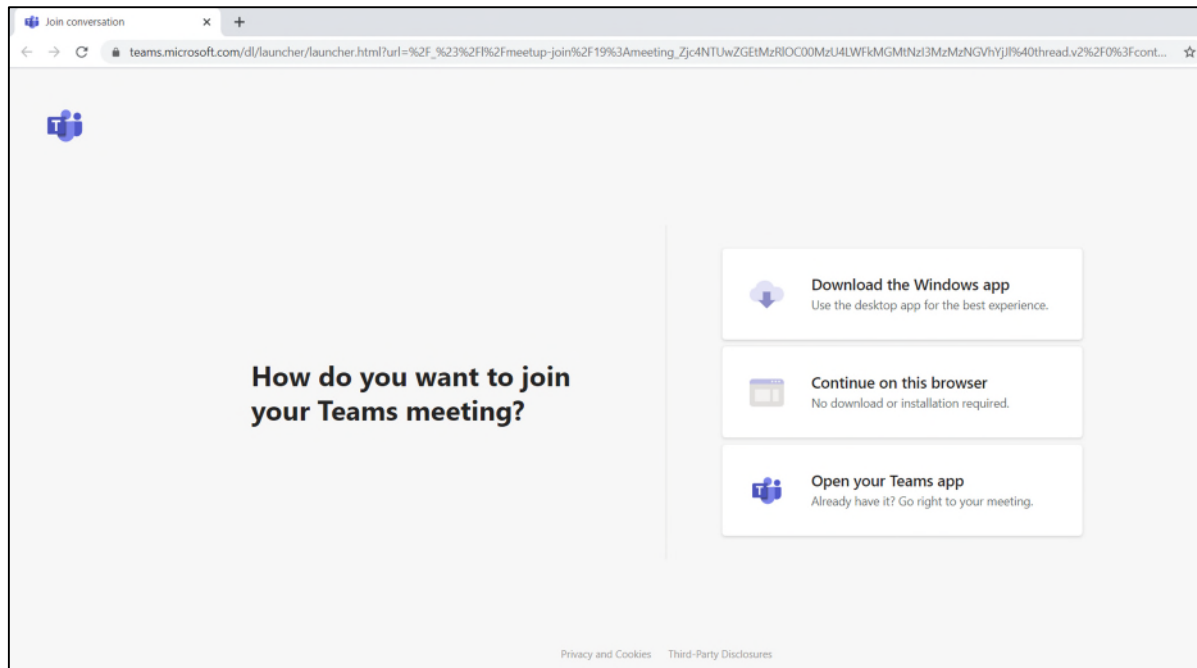 Join conversation
teams.microsoft.com/dl/launcher/launcher.html?url=%2F_%23%2Fl%2Fmeetup-join%2F19%3Ameeting_Zjc4NTUwZGEtMzRlOC00MzU4LWFkMGMtNzI3MzMzNGVhYjJl%40thread.v2%2F0%3Fcont...
Download the Windows app
Use the desktop app for the best experience.
How do you want to join
your Teams meeting?
Continue on this browser
No download or installation required.
Open your Teams app
Already have it? Go right to your meeting.
Privacy and Cookies Third-Party Disclosures